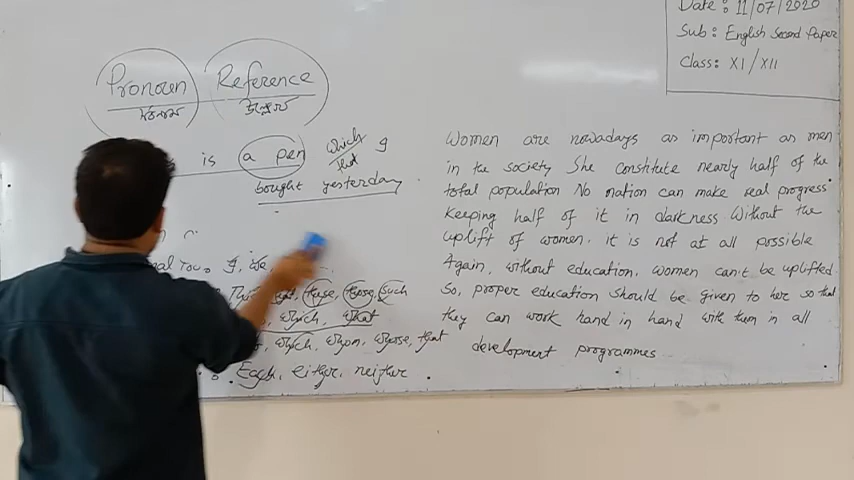 Date: 11/07/2020
Sub: English Second Paper
Class: XI/XII
Pronoun Reference
is a pen which I
that
bought yesterday
I, We,
these, those, such
which, what
which, whom, whose, that
Each, either, neither
Women are nowadays as important as men
in the society She constitute nearly half of the
total population No nation can make real progress
keeping half of it in darkness Without the
uplift of women, it is not at all possible
Again, without education, women can't be uplifted.
So, proper education should be given to her so that
they can work hand in hand with them in all
development programmes